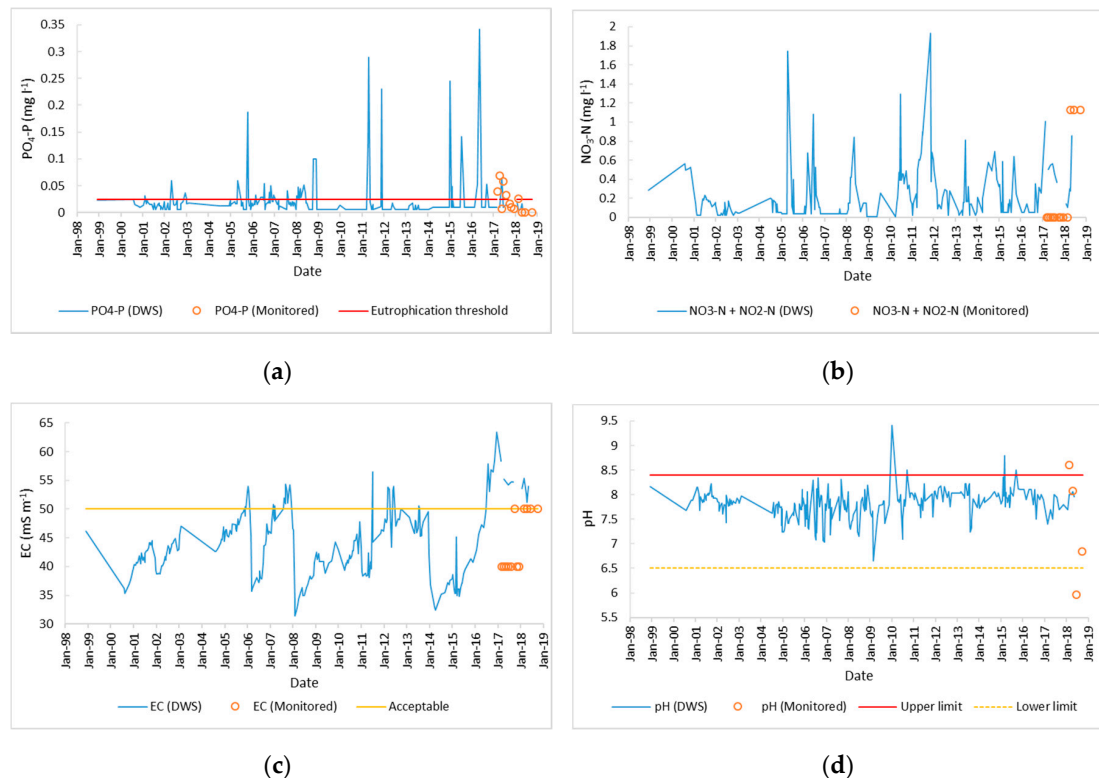 0.35
0.3
0.25
0.2
0.15
0.1
0.05
0
PO₄-P (mg l⁻¹)
Jan-98 Jan-99 Jan-00 Jan-01 Jan-02 Jan-03 Jan-04 Jan-05 Jan-06 Jan-07 Jan-08 Jan-09 Jan-10 Jan-11 Jan-12 Jan-13 Jan-14 Jan-15 Jan-16 Jan-17 Jan-18 Jan-19
Date
PO4-P (DWS) PO4-P (Monitored) Eutrophication threshold
(a)
2
1.8
1.6
1.4
1.2
1
0.8
0.6
0.4
0.2
0
NO₃-N (mg l⁻¹)
Jan-98 Jan-99 Jan-00 Jan-01 Jan-02 Jan-03 Jan-04 Jan-05 Jan-06 Jan-07 Jan-08 Jan-09 Jan-10 Jan-11 Jan-12 Jan-13 Jan-14 Jan-15 Jan-16 Jan-17 Jan-18 Jan-19
Date
NO3-N + NO2-N (DWS) NO3-N + NO2-N (Monitored)
(b)
65
60
55
50
45
40
35
30
EC (mS m⁻¹)
Jan-98 Jan-99 Jan-00 Jan-01 Jan-02 Jan-03 Jan-04 Jan-05 Jan-06 Jan-07 Jan-08 Jan-09 Jan-10 Jan-11 Jan-12 Jan-13 Jan-14 Jan-15 Jan-16 Jan-17 Jan-18 Jan-19
Date
EC (DWS) EC (Monitored) Acceptable
(c)
9.5
9
8.5
8
7.5
7
6.5
6
5.5
pH
Jan-98 Jan-99 Jan-00 Jan-01 Jan-02 Jan-03 Jan-04 Jan-05 Jan-06 Jan-07 Jan-08 Jan-09 Jan-10 Jan-11 Jan-12 Jan-13 Jan-14 Jan-15 Jan-16 Jan-17 Jan-18 Jan-19
Date
pH (DWS) pH (Monitored) Upper limit Lower limit
(d)